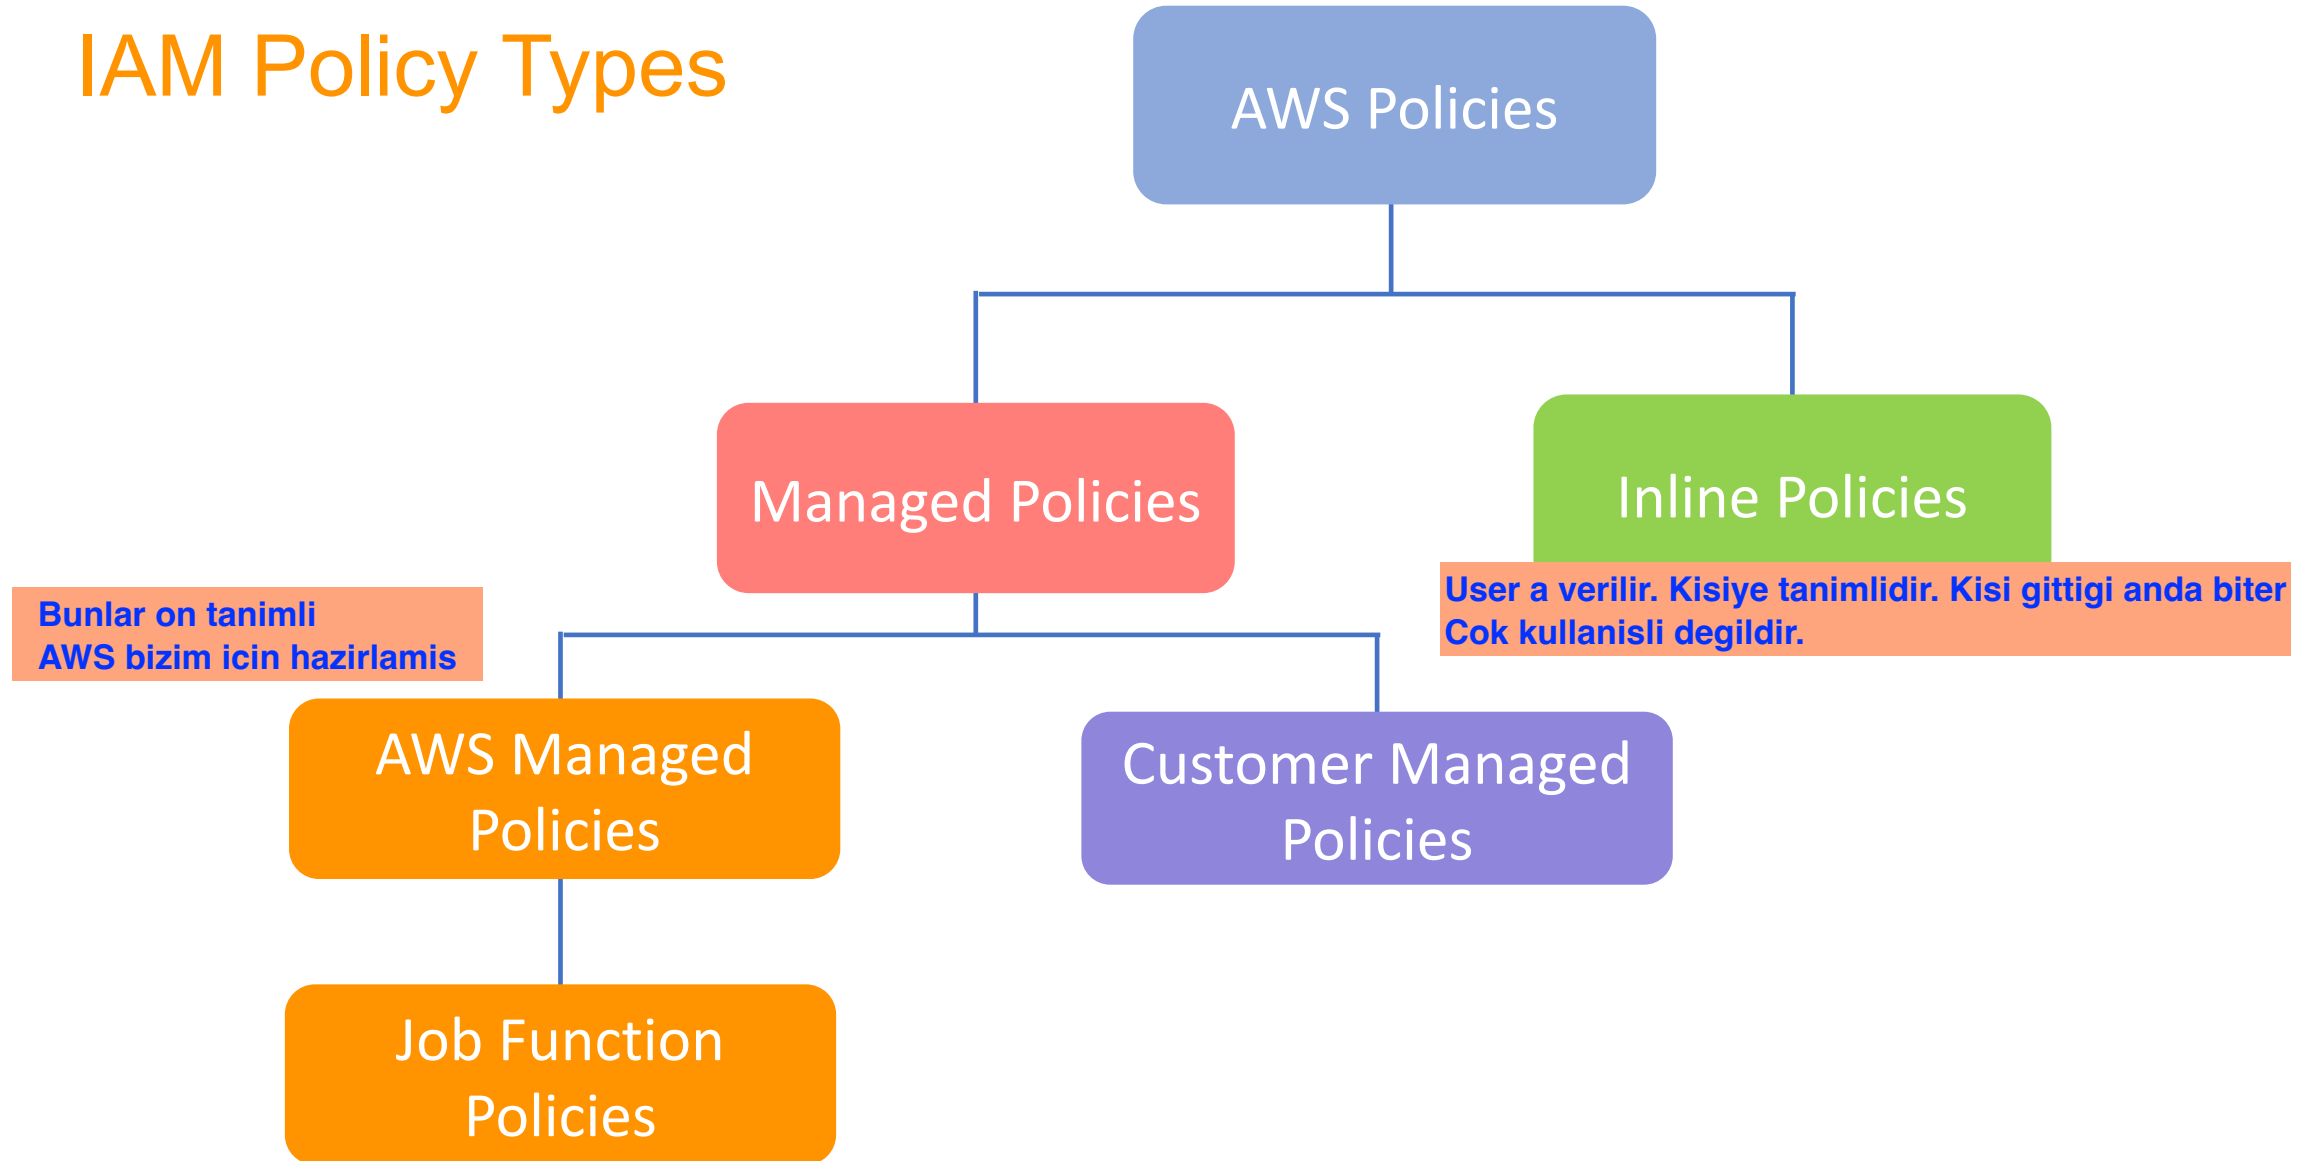 IAM Policy Types
AWS Policies
Managed Policies
Inline Policies
User a verilir. Kisiye tanimlidir. Kisi gittigi anda biter
Cok kullanisli degildir.
Bunlar on tanimli
AWS bizim icin hazirlamis
AWS Managed
Policies
Customer Managed
Policies
Job Function
Policies